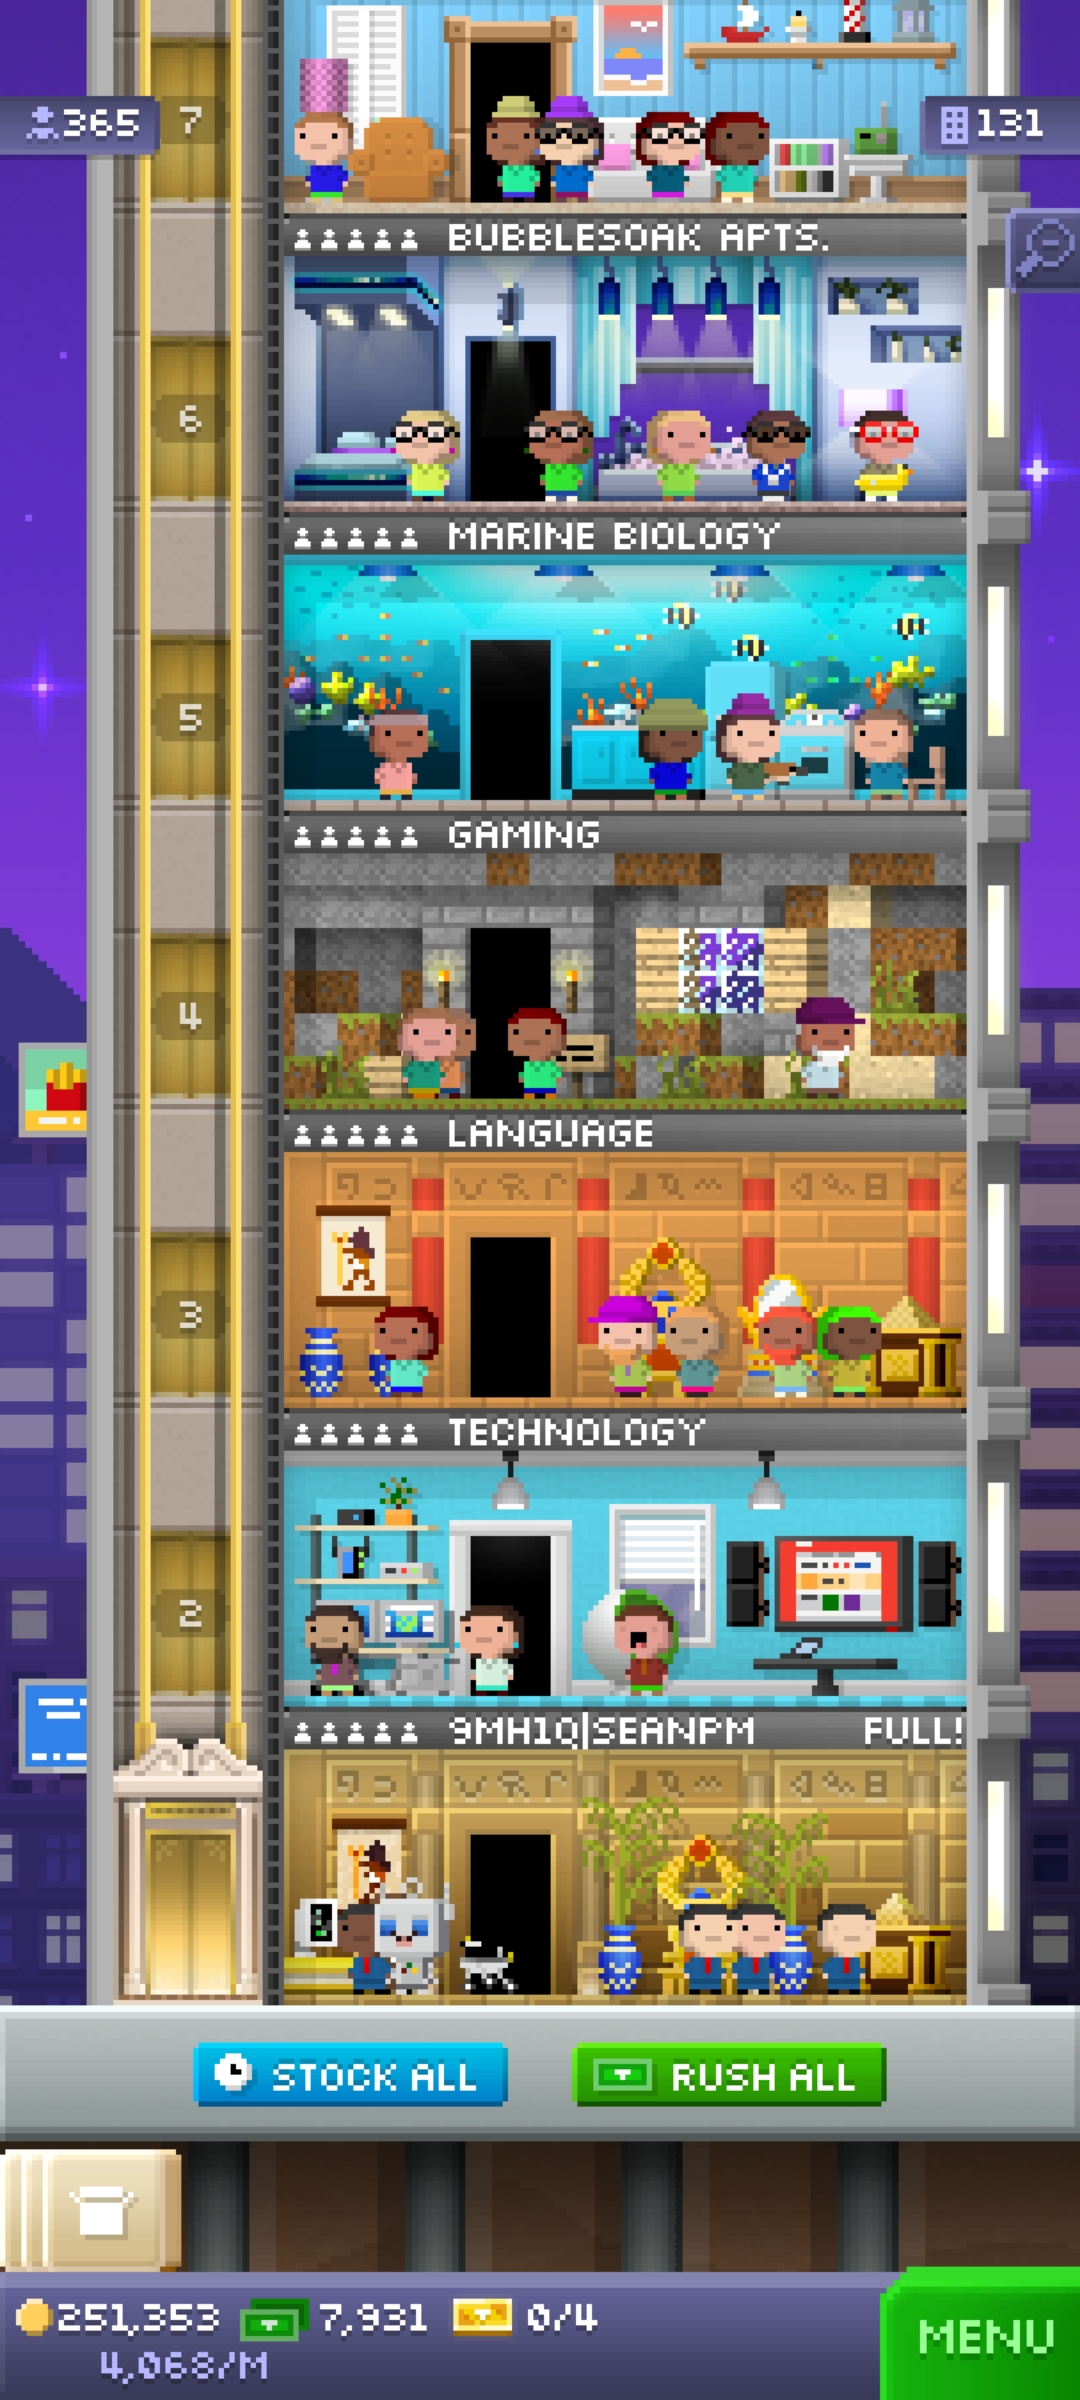 7
365
131
BUBBLESOAK APTS.
6
MARINE BIOLOGY
5
GAMING
4
LANGUAGE
3
TECHNOLOGY
2
9MH1Q|SEANPM FULL!
STOCK ALL
RUSH ALL
251,353 7,931 0/4
4,068/M
MENU